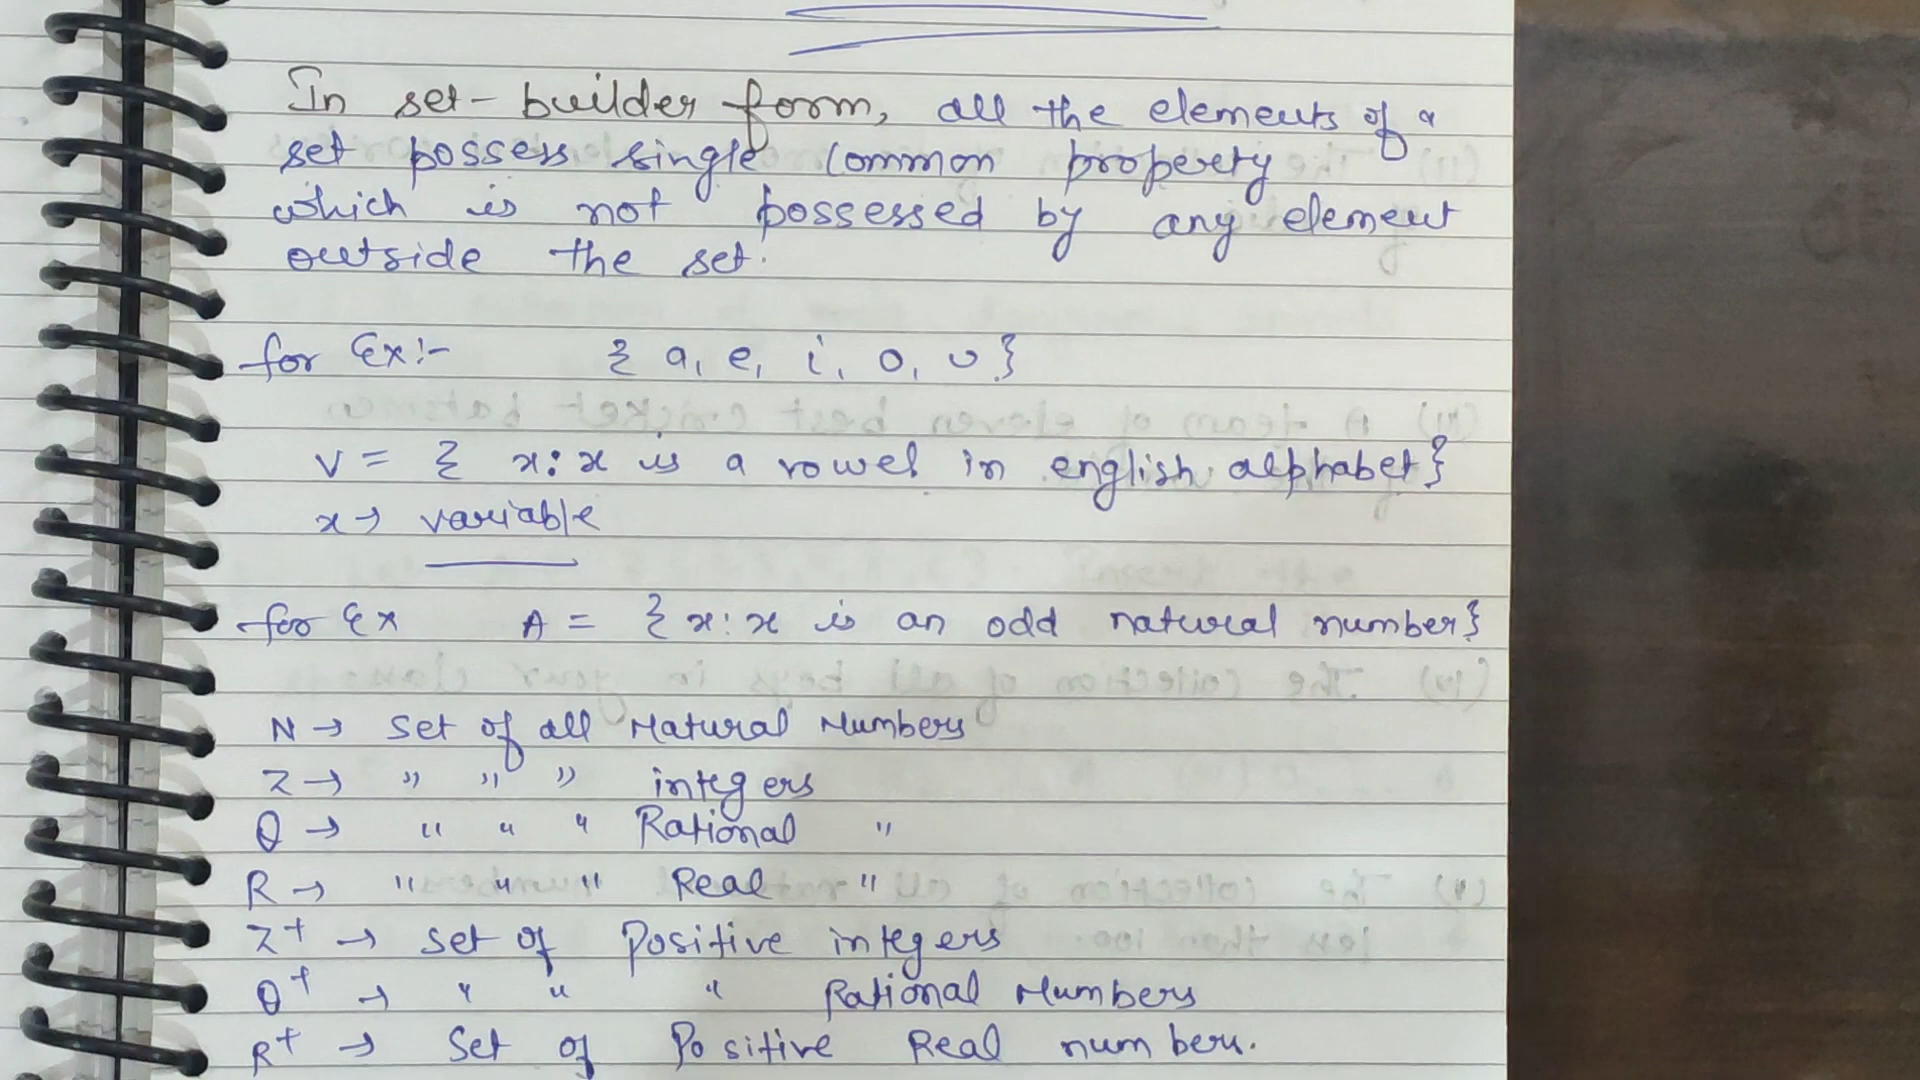 In set-builder form, all the elements of a
set possess single common property
which is not possessed by any element
outside the set.
for Ex:- { a, e, i, o, u }
V = { x : x is a vowel in english alphabet }
x → variable
for Ex A = { x : x is an odd natural number }
N → Set of all Natural Numbers
Z → " " " integers
Q → " " " Rational "
R → " " " Real "
Z+ → Set of Positive integers
Q+ → " " " Rational Numbers
R+ → Set of Positive Real numbers.